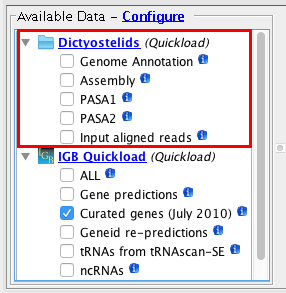 Available Data – Configure
Dictyostelids (Quickload)
Genome Annotation i
Assembly i
PASA1 i
PASA2 i
Input aligned reads i
IGB Quickload (Quickload)
ALL i
Gene predictions i
Curated genes (July 2010) i
Geneid re-predictions i
tRNAs from tRNAscan-SE i
ncRNAs i